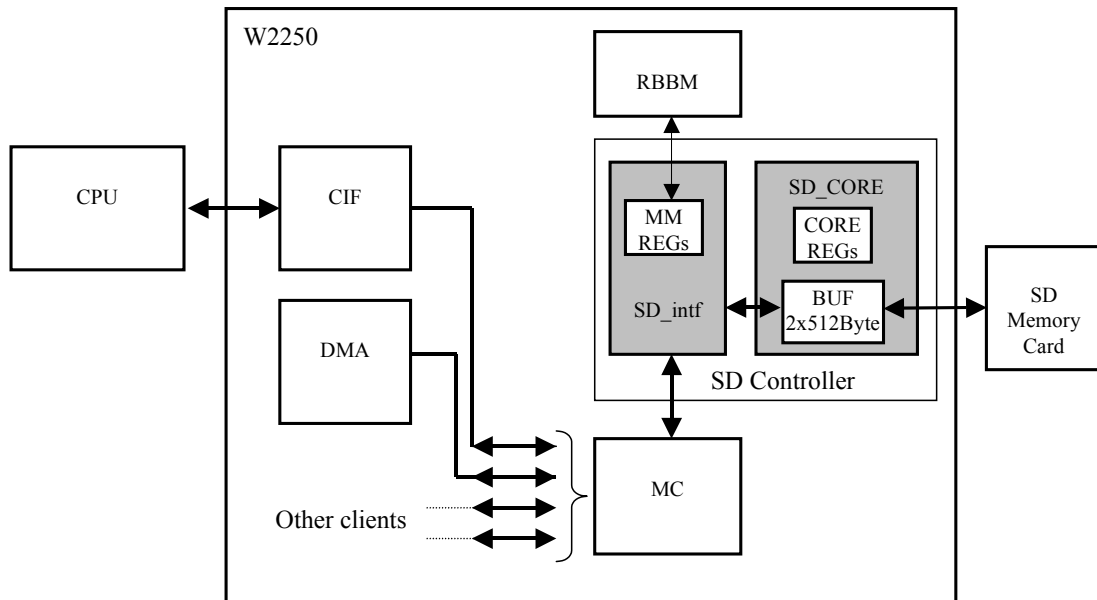 W2250
RBBM
CPU
CIF
MM
REGs
SD_CORE
CORE
REGs
SD_intf
BUF
2x512Byte
SD
Memory
Card
DMA
SD Controller
MC
Other clients